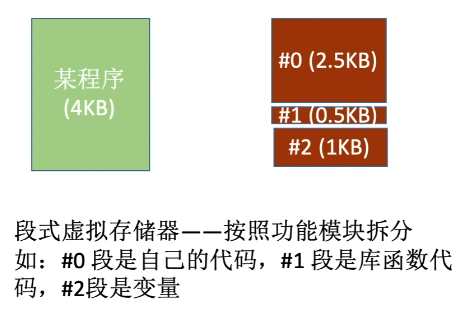 某程序
(4KB)
#0 (2.5KB)
#1 (0.5KB)
#2 (1KB)
段式虚拟存储器——按照功能模块拆分
如：#0 段是自己的代码，#1 段是库函数代
码，#2段是变量